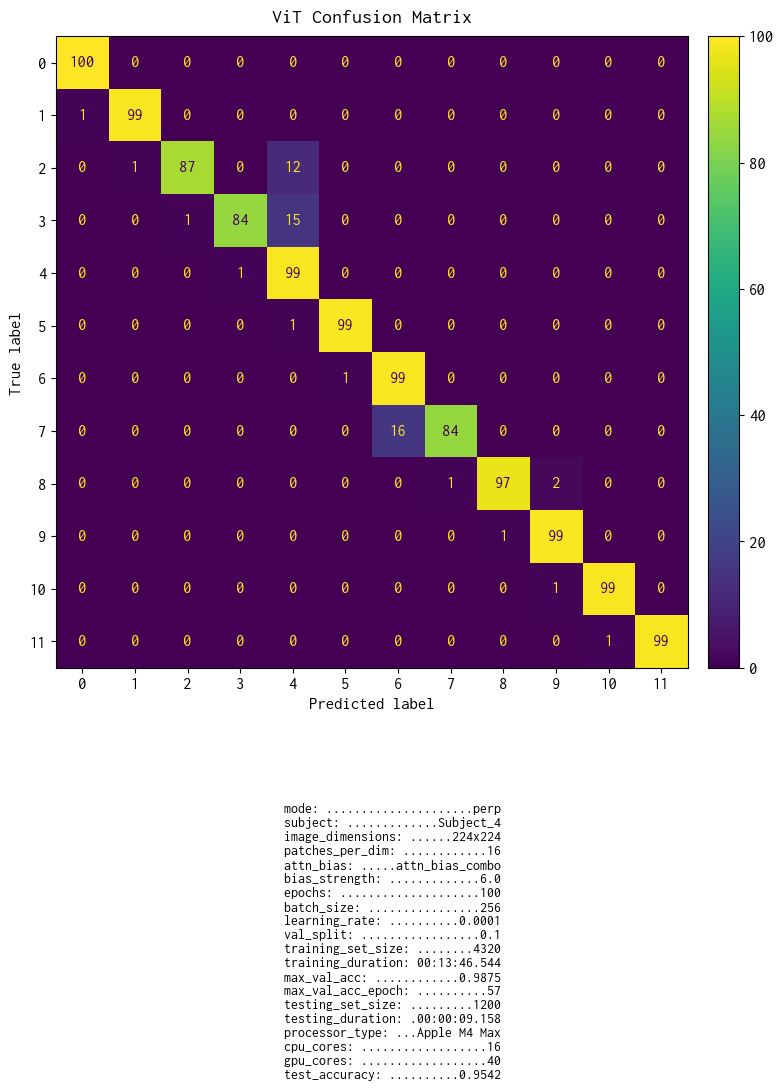 ViT Confusion Matrix
0 100 0 0 0 0 0 0 0 0 0 0 0
1 1 99 0 0 0 0 0 0 0 0 0 0
2 0 1 87 0 12 0 0 0 0 0 0 0
3 0 0 1 84 15 0 0 0 0 0 0 0
4 0 0 0 1 99 0 0 0 0 0 0 0
5 0 0 0 0 1 99 0 0 0 0 0 0
6 0 0 0 0 0 1 99 0 0 0 0 0
7 0 0 0 0 0 0 16 84 0 0 0 0
8 0 0 0 0 0 0 0 1 97 2 0 0
9 0 0 0 0 0 0 0 0 1 99 0 0
10 0 0 0 0 0 0 0 0 0 1 99 0
11 0 0 0 0 0 0 0 0 0 0 1 99
0 1 2 3 4 5 6 7 8 9 10 11
True label
Predicted label
100
80
60
40
20
0
mode: .....................perp
subject: .............Subject_4
image_dimensions: ......224x224
patches_per_dim: ............16
attn_bias: .....attn_bias_combo
bias_strength: .............6.0
epochs: ....................100
batch_size: ................256
learning_rate: ..........0.0001
val_split: .................0.1
training_set_size: ........4320
training_duration: 00:13:46.544
max_val_acc: ............0.9875
max_val_acc_epoch: ..........57
testing_set_size: .........1200
testing_duration: .00:00:09.158
processor_type: ...Apple M4 Max
cpu_cores: ..................16
gpu_cores: ..................40
test_accuracy: ..........0.9542